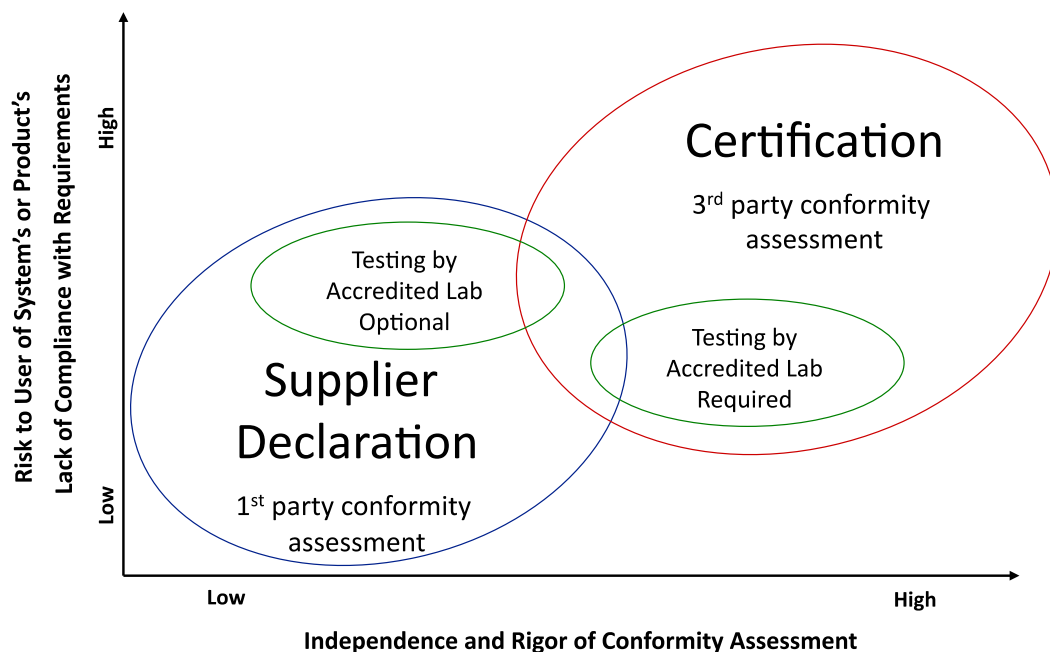 Risk to User of System's or Product's
Lack of Compliance with Requirements
High
Low
Certification
3rd party conformity
assessment
Testing by
Accredited Lab
Optional
Testing by
Accredited Lab
Required
Supplier
Declaration
1st party conformity
assessment
Low
High
Independence and Rigor of Conformity Assessment